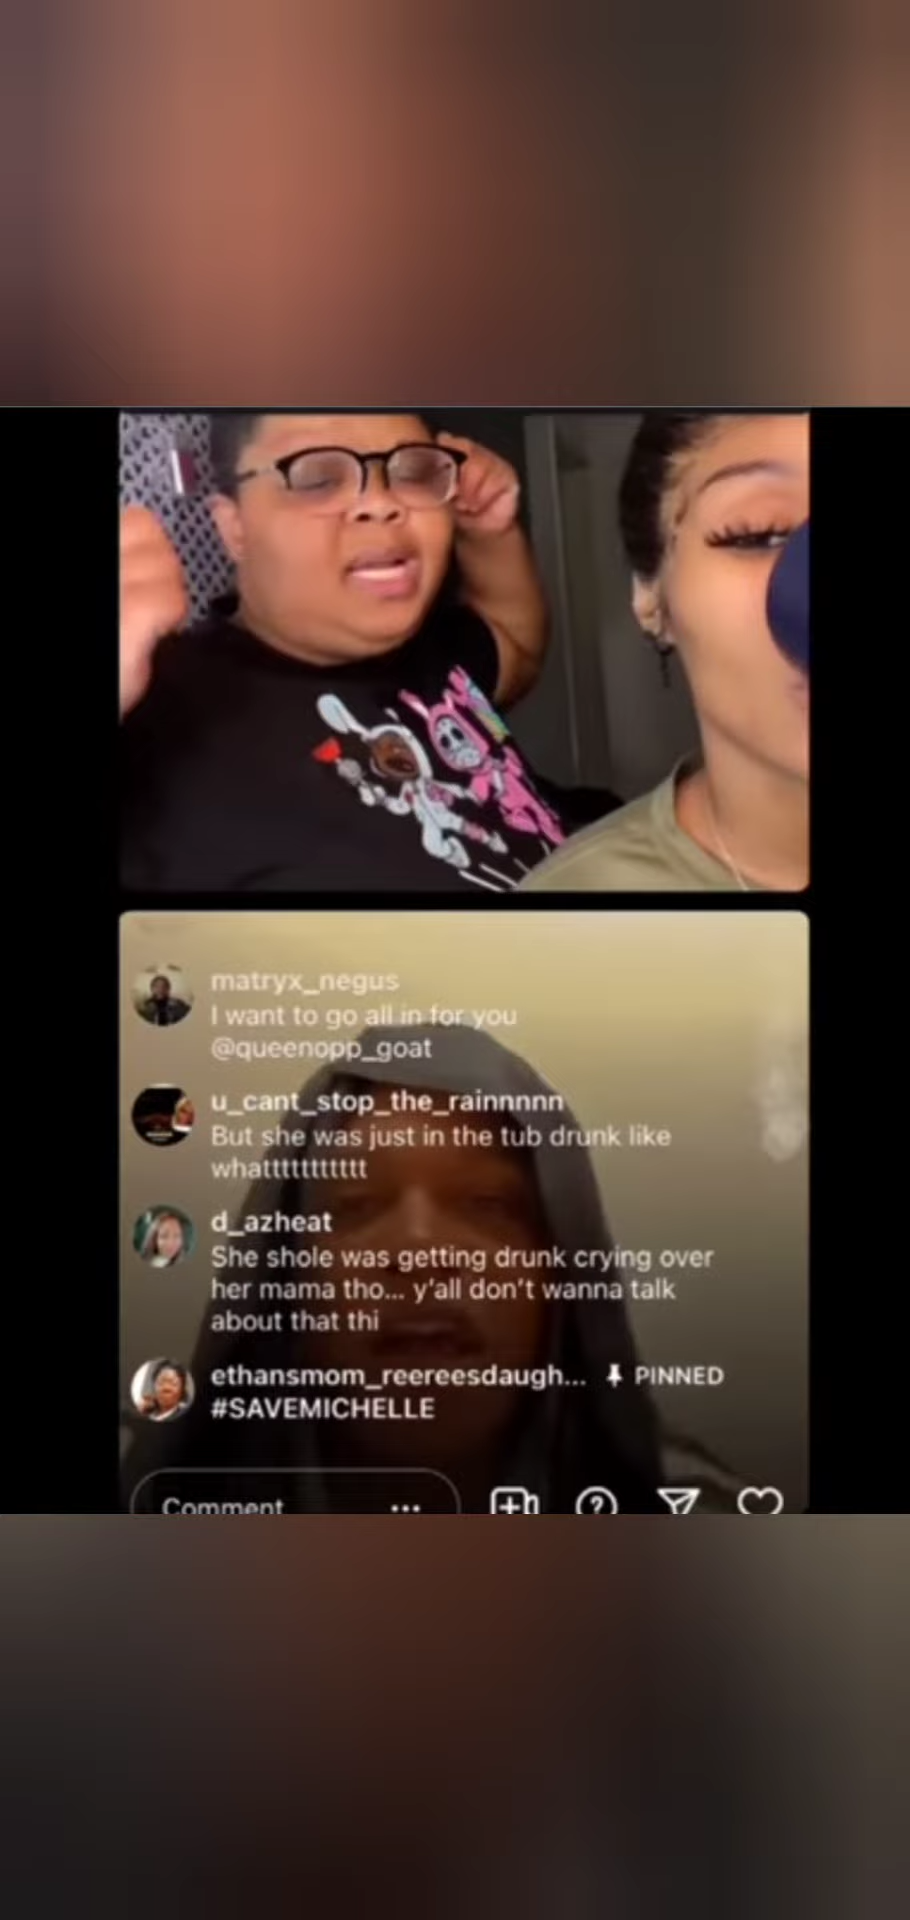 matryx_negus
I want to go all in for you
@queenopp_goat
u_cant_stop_the_rainnnnn
But she was just in the tub drunk like
whatttttttttttt
d_azheat
She shole was getting drunk crying over
her mama tho... y'all don't wanna talk
about that thi
ethansmom_reereesdaugh... PINNED
#SAVEMICHELLE
Comment